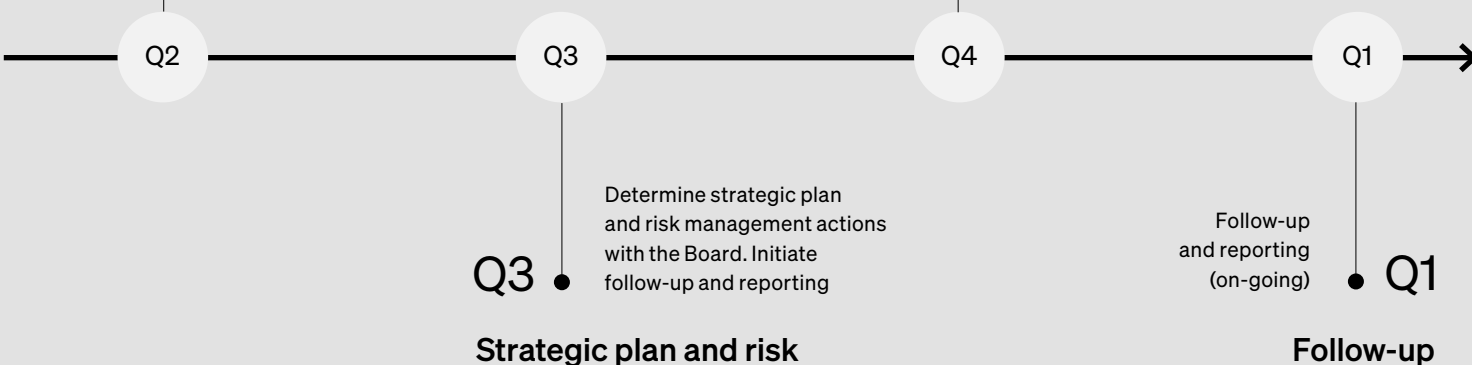 Q2
Q3
Q4
Q1
Determine strategic plan
and risk management actions
with the Board. Initiate
follow-up and reporting
Q3
Strategic plan and risk
Follow-up
and reporting
(on-going)
Q1
Follow-up